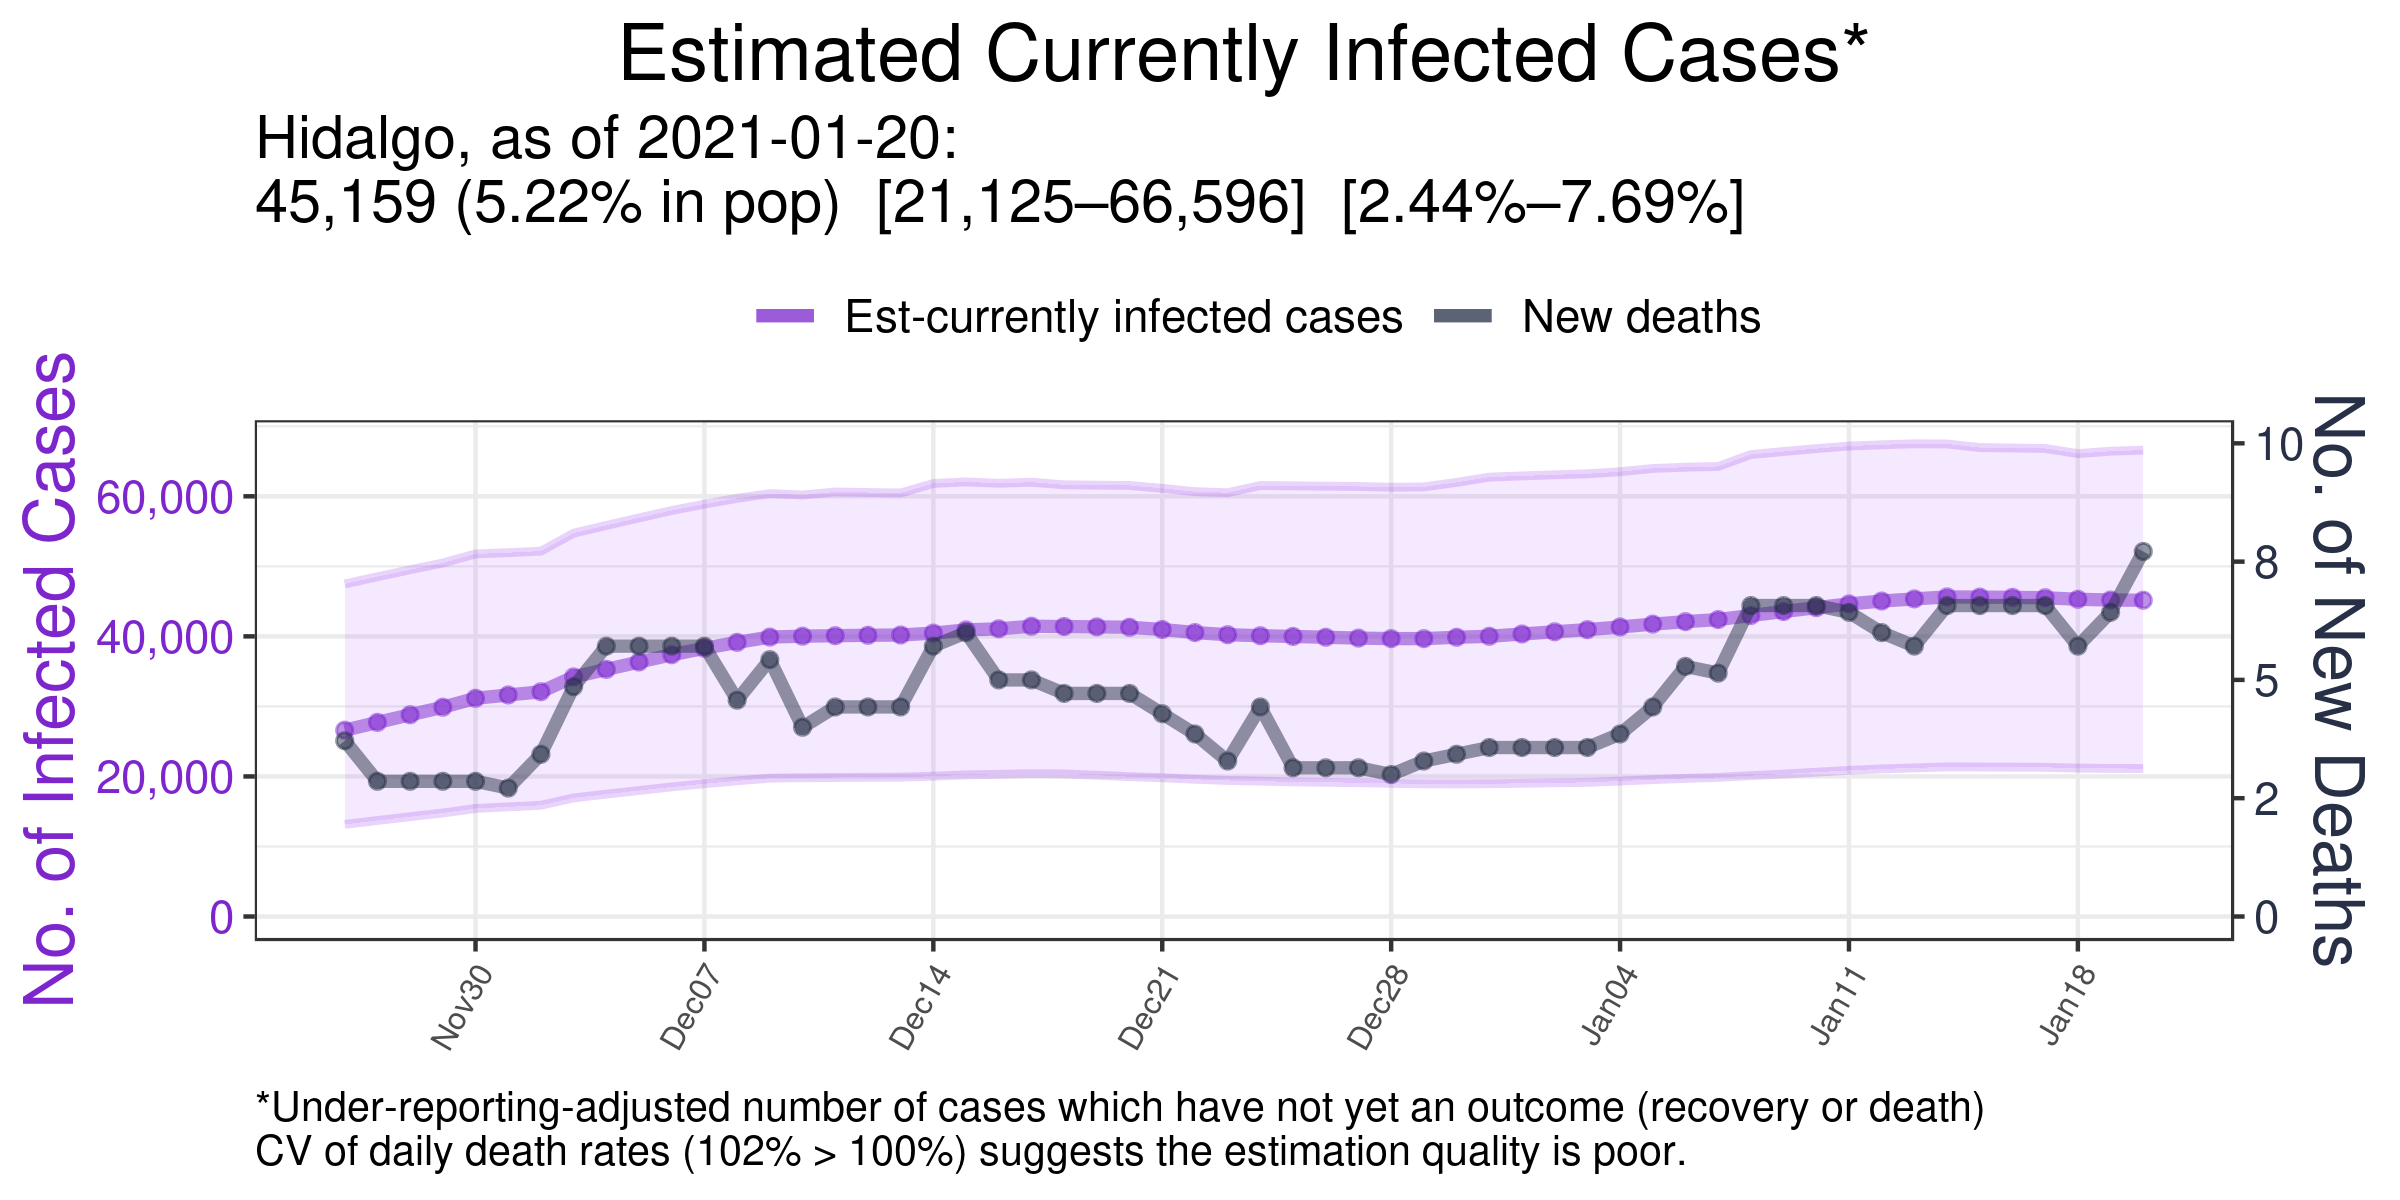 Estimated Currently Infected Cases*
Hidalgo, as of 2021-01-20:
45,159 (5.22% in pop)  [21,125–66,596]  [2.44%–7.69%]
Est-currently infected cases
New deaths
No. of Infected Cases
60,000
40,000
20,000
0
10
8
5
2
0
No. of New Deaths
Nov30
Dec07
Dec14
Dec21
Dec28
Jan04
Jan11
Jan18
*Under-reporting-adjusted number of cases which have not yet an outcome (recovery or death)
CV of daily death rates (102% > 100%) suggests the estimation quality is poor.